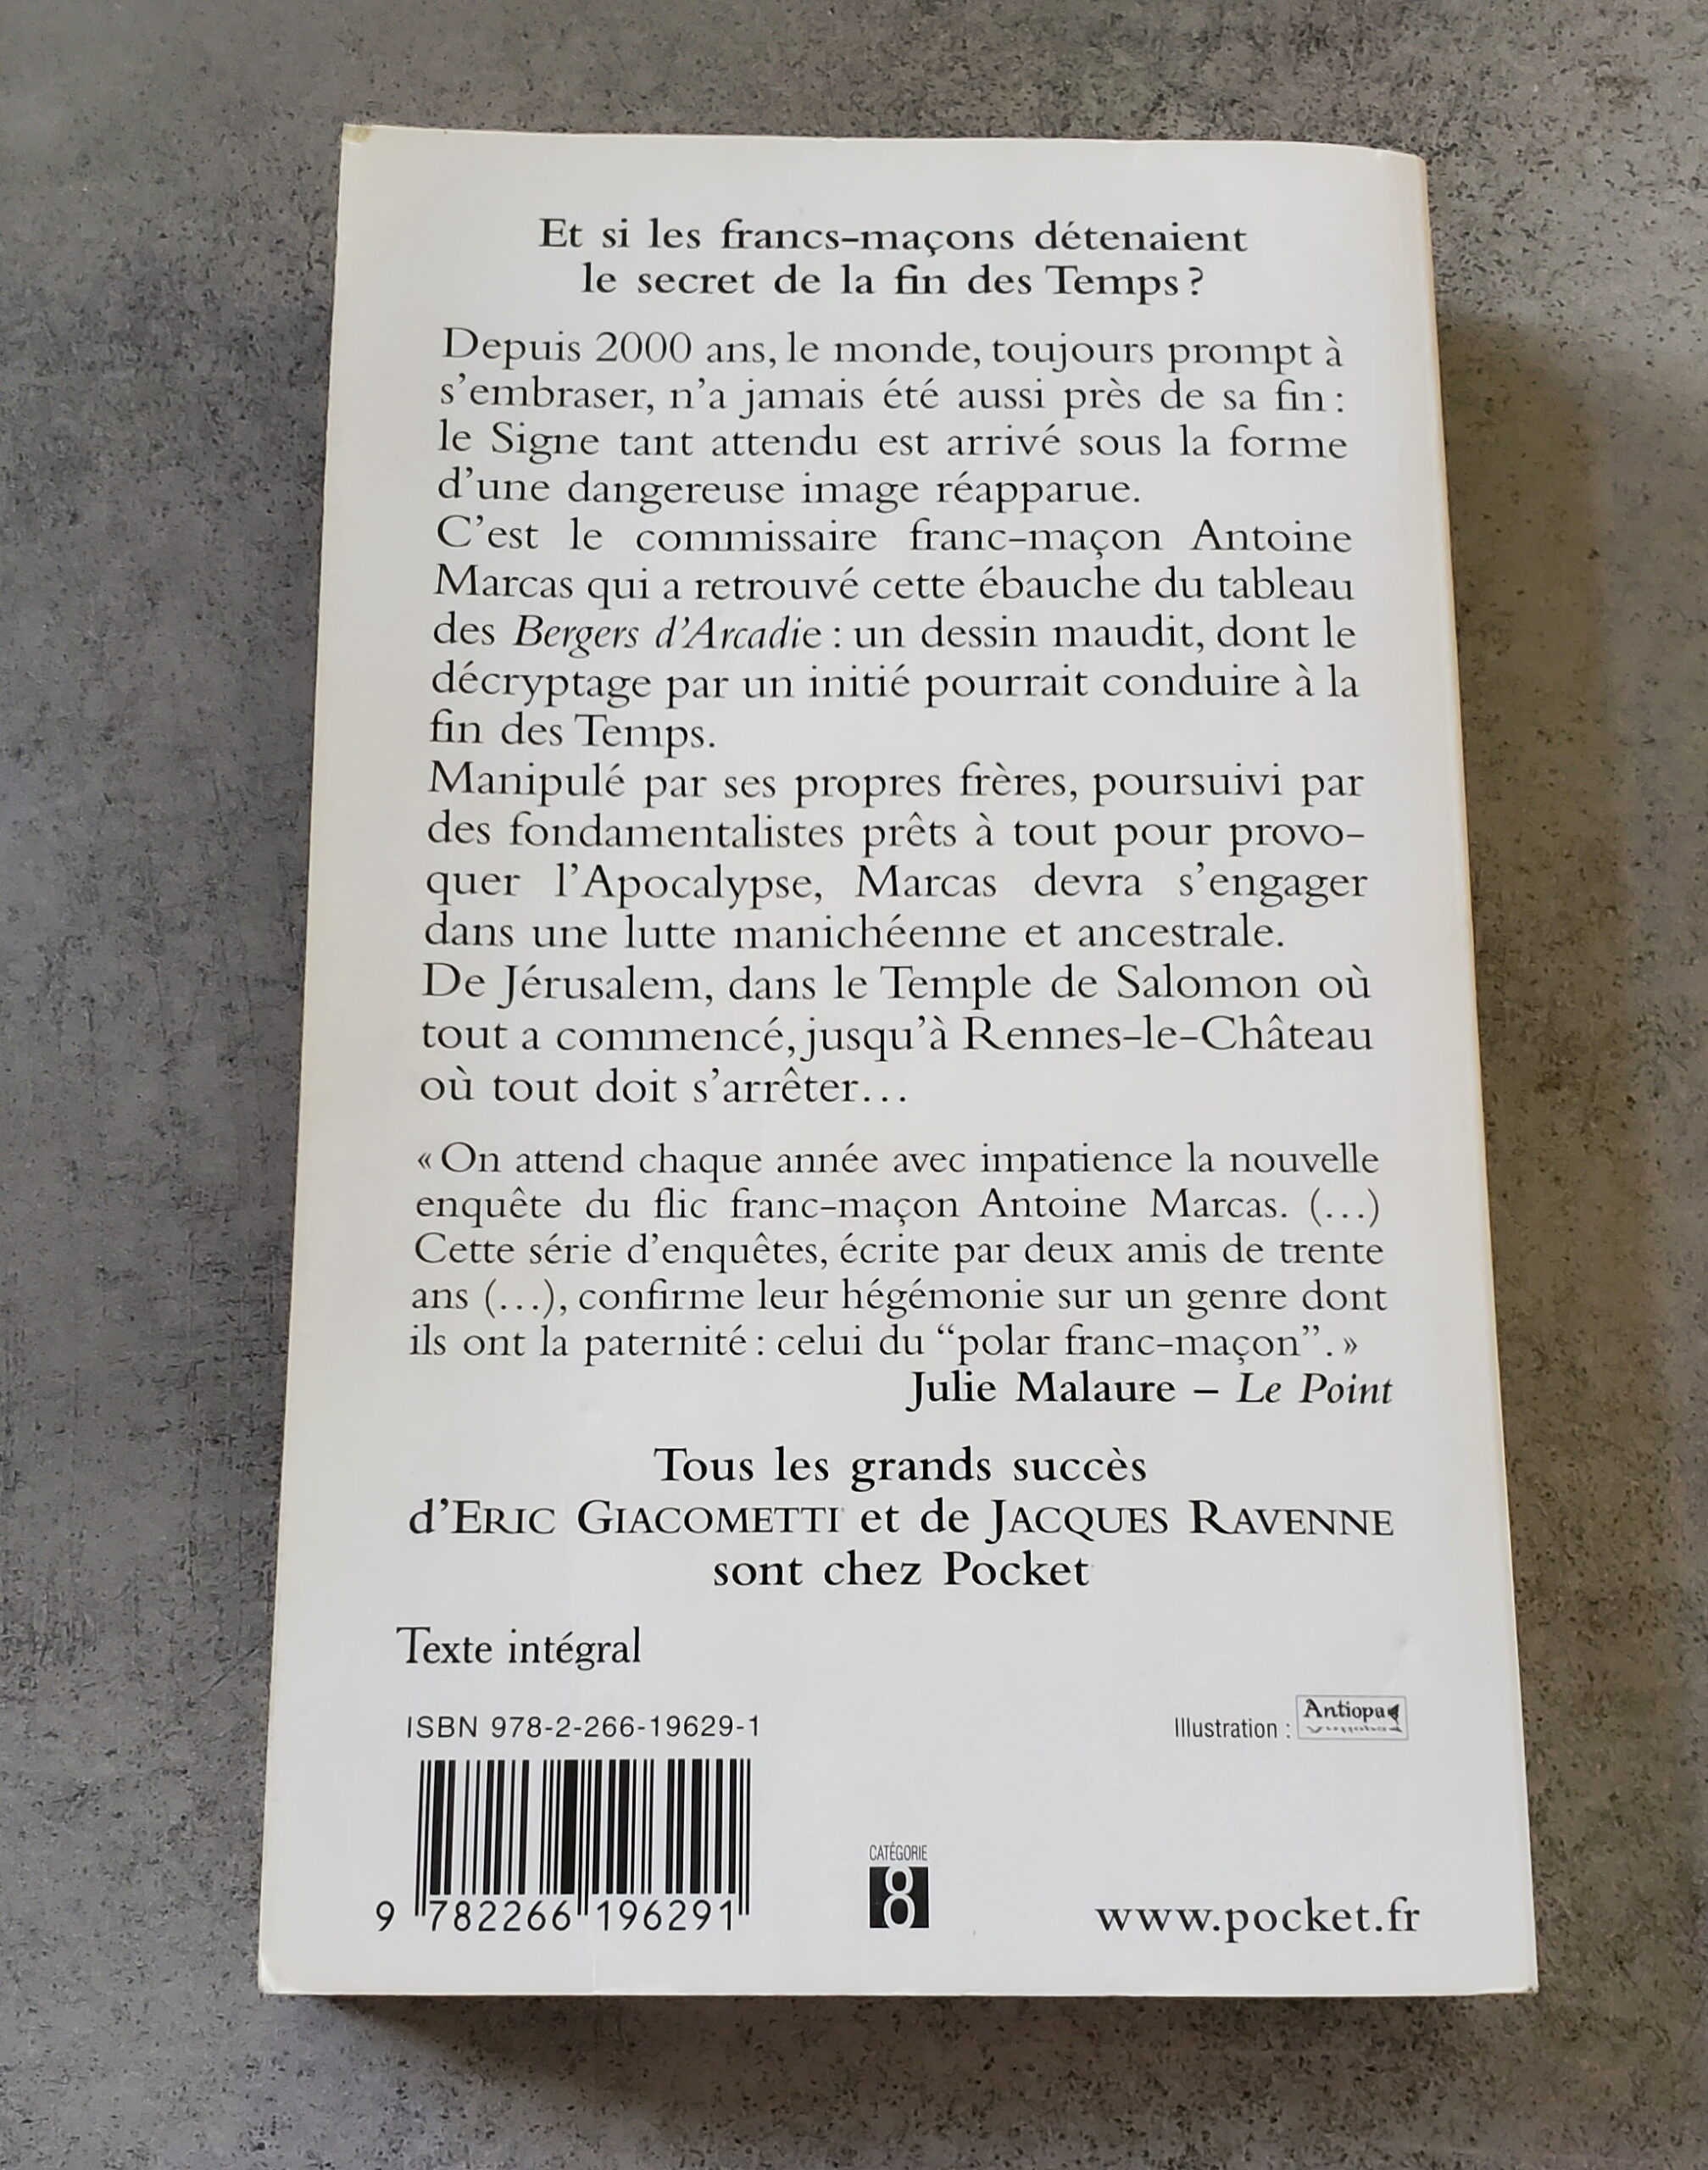 Et si les francs-maçons détenaient
le secret de la fin des Temps ?
Depuis 2000 ans, le monde, toujours prompt à
s'embraser, n'a jamais été aussi près de sa fin :
le Signe tant attendu est arrivé sous la forme
d'une dangereuse image réapparue.
C'est le commissaire franc-maçon Antoine
Marcas qui a retrouvé cette ébauche du tableau
des Bergers d'Arcadie : un dessin maudit, dont le
décryptage par un initié pourrait conduire à la
fin des Temps.
Manipulé par ses propres frères, poursuivi par
des fondamentalistes prêts à tout pour provo-
quer l'Apocalypse, Marcas devra s'engager
dans une lutte manichéenne et ancestrale.
De Jérusalem, dans le Temple de Salomon où
tout a commencé, jusqu'à Rennes-le-Château
où tout doit s'arrêter…
« On attend chaque année avec impatience la nouvelle
enquête du flic franc-maçon Antoine Marcas. (…)
Cette série d'enquêtes, écrite par deux amis de trente
ans (…), confirme leur hégémonie sur un genre dont
ils ont la paternité : celui du “polar franc-maçon”. »
Julie Malaure – Le Point
Tous les grands succès
d'ERIC GIACOMETTI et de JACQUES RAVENNE
sont chez Pocket
Texte intégral
ISBN 978-2-266-19629-1
Illustration : Antiopa
9 782266 196291
CATÉGORIE
8
www.pocket.fr